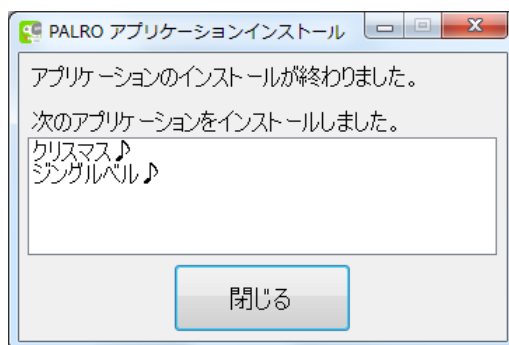 PALRO アプリケーションインストール
アプリケーションのインストールが終わりました。
次のアプリケーションをインストールしました。
クリスマス♪
ジングルベル♪
閉じる